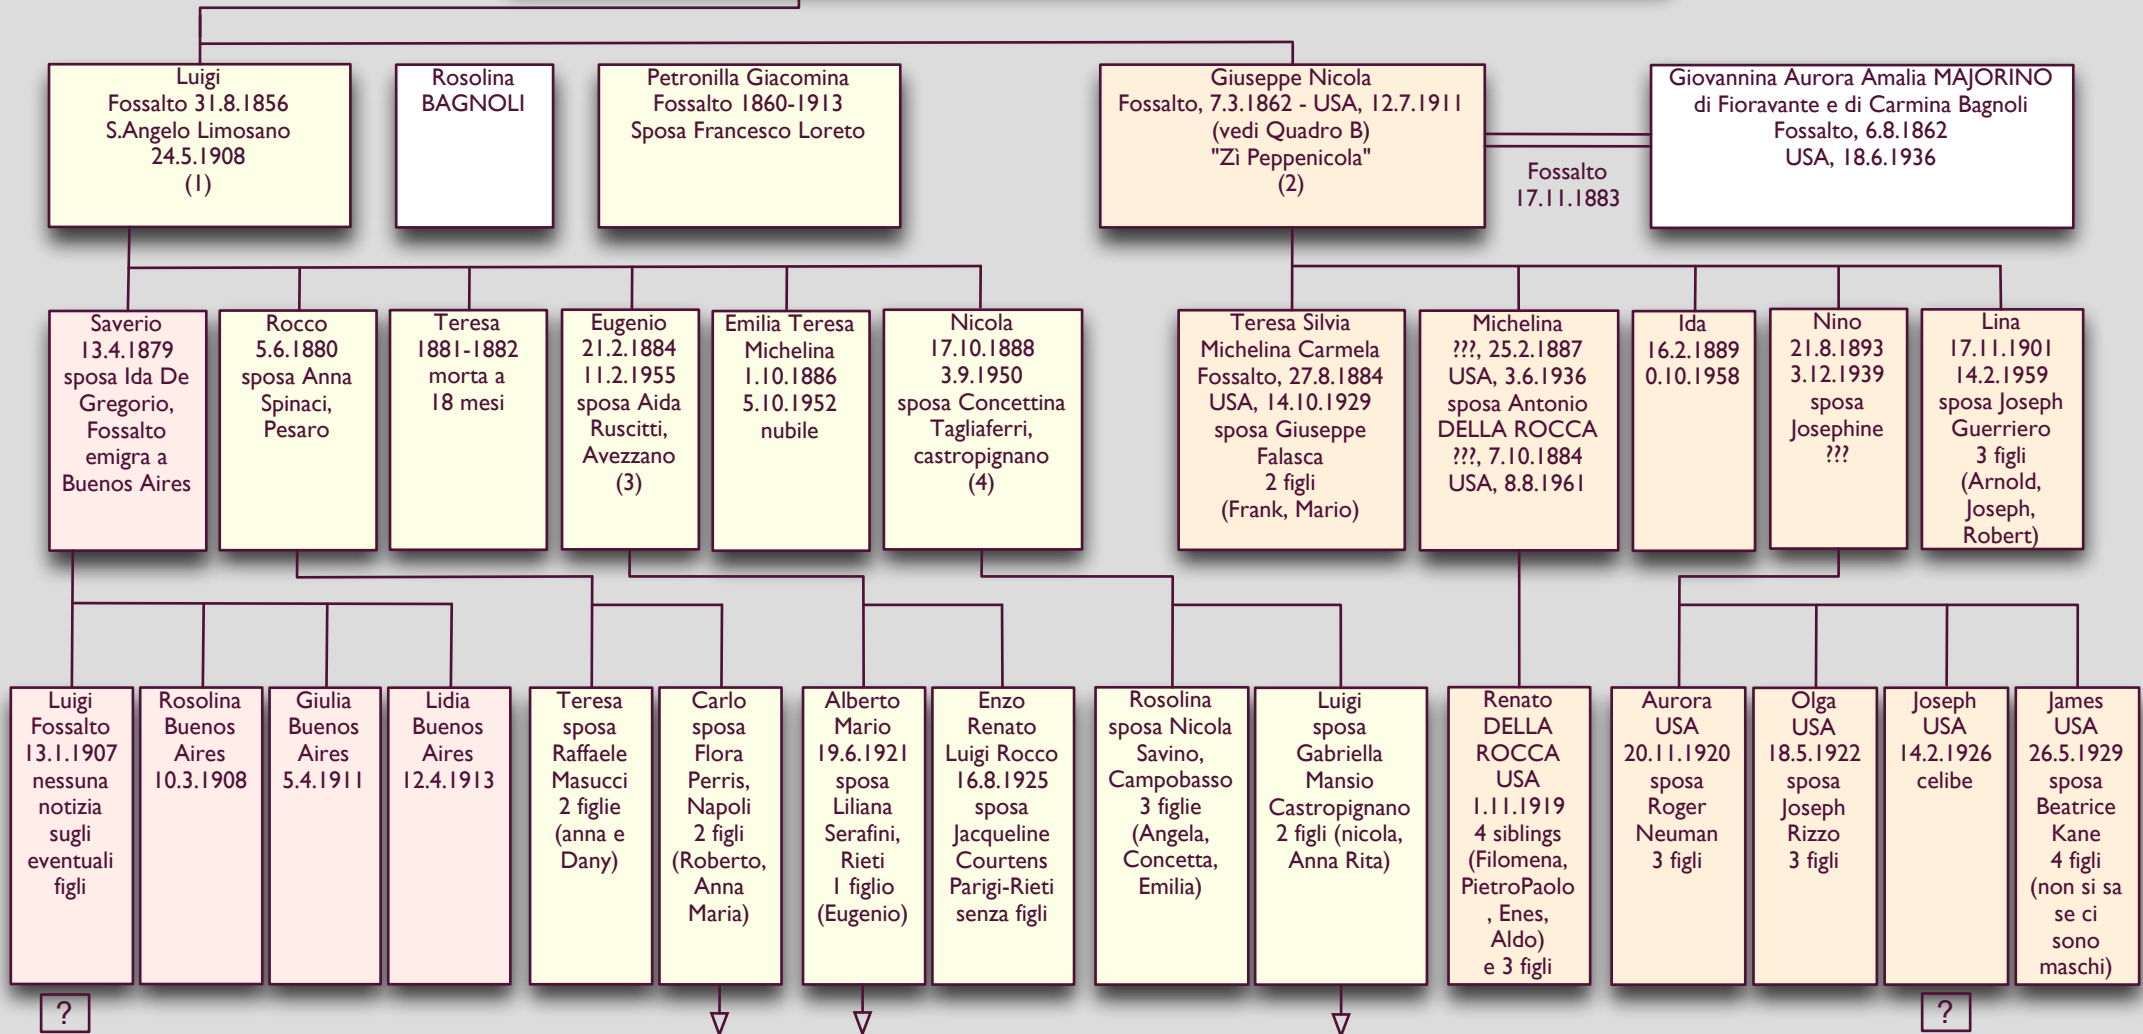 Luigi
Fossalto 31.8.1856
S.Angelo Limosano
24.5.1908
(1)
Rosolina
BAGNOLI
Petronilla Giacomina
Fossalto 1860-1913
Sposa Francesco Loreto
Giuseppe Nicola
Fossalto, 7.3.1862 - USA, 12.7.1911
(vedi Quadro B)
"Zì Peppenicola"
(2)
Fossalto
17.11.1883
Giovannina Aurora Amalia MAJORINO
di Fioravante e di Carmina Bagnoli
Fossalto, 6.8.1862
USA, 18.6.1936
Saverio
13.4.1879
sposa Ida De
Gregorio,
Fossalto
emigra a
Buenos Aires
Rocco
5.6.1880
sposa Anna
Spinaci,
Pesaro
Teresa
1881-1882
morta a
18 mesi
Eugenio
21.2.1884
11.2.1955
sposa Aida
Ruscitti,
Avezzano
(3)
Emilia Teresa
Michelina
1.10.1886
5.10.1952
nubile
Nicola
17.10.1888
3.9.1950
sposa Concettina
Tagliaferri,
castropignano
(4)
Teresa Silvia
Michelina Carmela
Fossalto, 27.8.1884
USA, 14.10.1929
sposa Giuseppe
Falasca
2 figli
(Frank, Mario)
Michelina
???, 25.2.1887
USA, 3.6.1936
sposa Antonio
DELLA ROCCA
???, 7.10.1884
USA, 8.8.1961
Ida
16.2.1889
0.10.1958
Nino
21.8.1893
3.12.1939
sposa
Josephine
???
Lina
17.11.1901
14.2.1959
sposa Joseph
Guerriero
3 figli
(Arnold,
Joseph,
Robert)
Luigi
Fossalto
13.1.1907
nessuna
notizia
sugli
eventuali
figli
Rosolina
Buenos
Aires
10.3.1908
Giulia
Buenos
Aires
5.4.1911
Lidia
Buenos
Aires
12.4.1913
Teresa
sposa
Raffaele
Masucci
2 figlie
(anna e
Dany)
Carlo
sposa
Flora
Perris,
Napoli
2 figli
(Roberto,
Anna
Maria)
Alberto
Mario
19.6.1921
sposa
Liliana
Serafini,
Rieti
1 figlio
(Eugenio)
Enzo
Renato
Luigi Rocco
16.8.1925
sposa
Jacqueline
Courtens
Parigi-Rieti
senza figli
Rosolina
sposa Nicola
Savino,
Campobasso
3 figlie
(Angela,
Concetta,
Emilia)
Luigi
sposa
Gabriella
Mansio
Castropignano
2 figli (nicola,
Anna Rita)
Renato
DELLA
ROCCA
USA
1.11.1919
4 siblings
(Filomena,
PietroPaolo
, Enes,
Aldo)
e 3 figli
Aurora
USA
20.11.1920
sposa
Roger
Neuman
3 figli
Olga
USA
18.5.1922
sposa
Joseph
Rizzo
3 figli
Joseph
USA
14.2.1926
celibe
James
USA
26.5.1929
sposa
Beatrice
Kane
4 figli
(non si sa
se ci
sono
maschi)
?
?